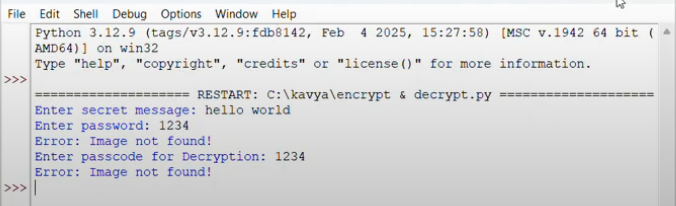 File Edit Shell Debug Options Window Help
Python 3.12.9 (tags/v3.12.9:fdb8142, Feb  4 2025, 15:27:58) [MSC v.1942 64 bit (
AMD64)] on win32
Type "help", "copyright", "credits" or "license()" for more information.
>>>
==================== RESTART: C:\kavya\encrypt & decrypt.py ====================
Enter secret message: hello world
Enter password: 1234
Error: Image not found!
Enter passcode for Decryption: 1234
Error: Image not found!
>>>